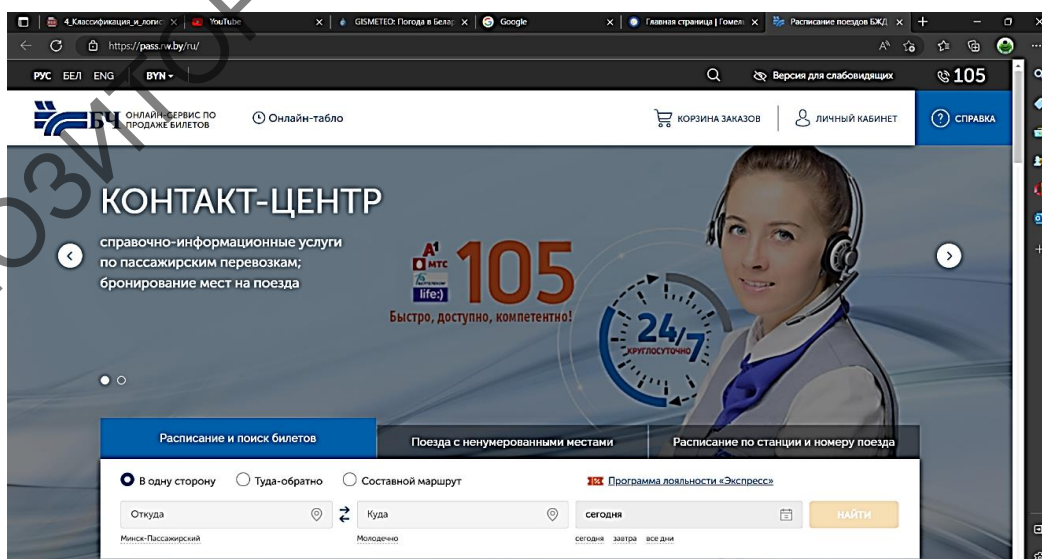 4_Классификация_и_логист
YouTube
GISMETEO: Погода в Белар
Google
Главная страница | Гомель
Расписание поездов БЖД
https://pass.rw.by/ru/
РУС БЕЛ ENG BYN
Версия для слабовидящих
105
БЧ ОНЛАЙН-СЕРВИС ПО ПРОДАЖЕ БИЛЕТОВ
Онлайн-табло
КОРЗИНА ЗАКАЗОВ
ЛИЧНЫЙ КАБИНЕТ
СПРАВКА
КОНТАКТ-ЦЕНТР
справочно-информационные услуги
по пассажирским перевозкам;
бронирование мест на поезда
А1
МТС
life:)
105
Быстро, доступно, компетентно!
24/7
КРУГЛОСУТОЧНО
Расписание и поиск билетов
Поезда с ненумерованными местами
Расписание по станции и номеру поезда
В одну сторону Туда-обратно Составной маршрут
Программа лояльности «Экспресс»
Откуда Куда сегодня НАЙТИ
Минск-Пассажирский Молодечно сегодня завтра все дни